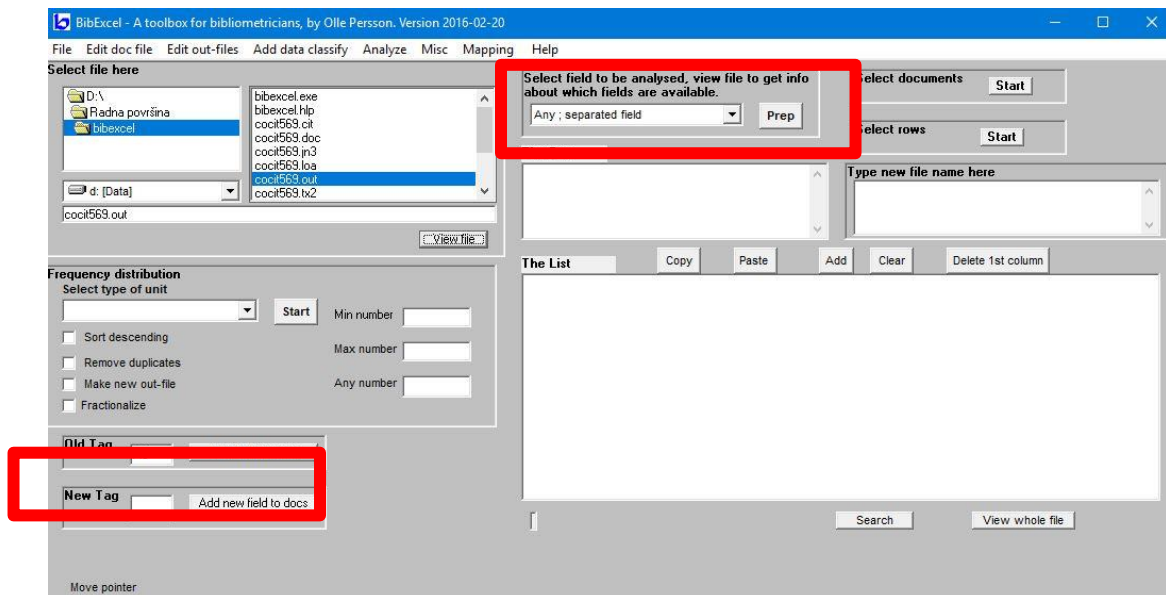 BibExcel - A toolbox for bibliometricians, by Olle Persson. Version 2016-02-20
File Edit doc file Edit out-files Add data classify Analyze Misc Mapping Help
Select file here
D:\
Radna površina
bibexcel
d: [Data]
bibexcel.exe
bibexcel.hlp
cocit569.cit
cocit569.doc
cocit569.jn3
cocit569.loa
cocit569.out
cocit569.tx2
cocit569.out
View file
Select field to be analysed, view file to get info
about which fields are available.
Any ; separated field
Prep
Select documents
Start
Select rows
Start
Type new file name here
Frequency distribution
Select type of unit
Start
Sort descending
Remove duplicates
Make new out-file
Fractionalize
Min number
Max number
Any number
The List
Copy
Paste
Add
Clear
Delete 1st column
Old Tag
New Tag
Add new field to docs
Search
View whole file
Move pointer